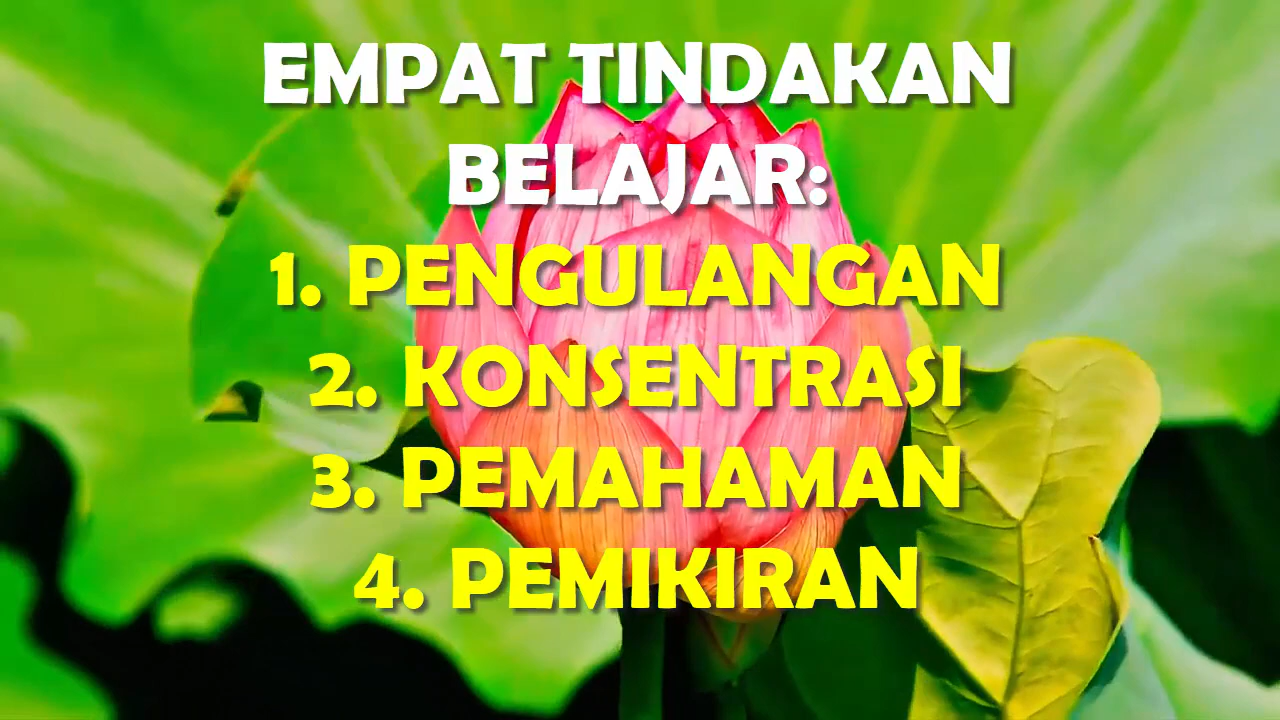 EMPAT TINDAKAN
BELAJAR:
1. PENGULANGAN
2. KONSENTRASI
3. PEMAHAMAN
4. PEMIKIRAN